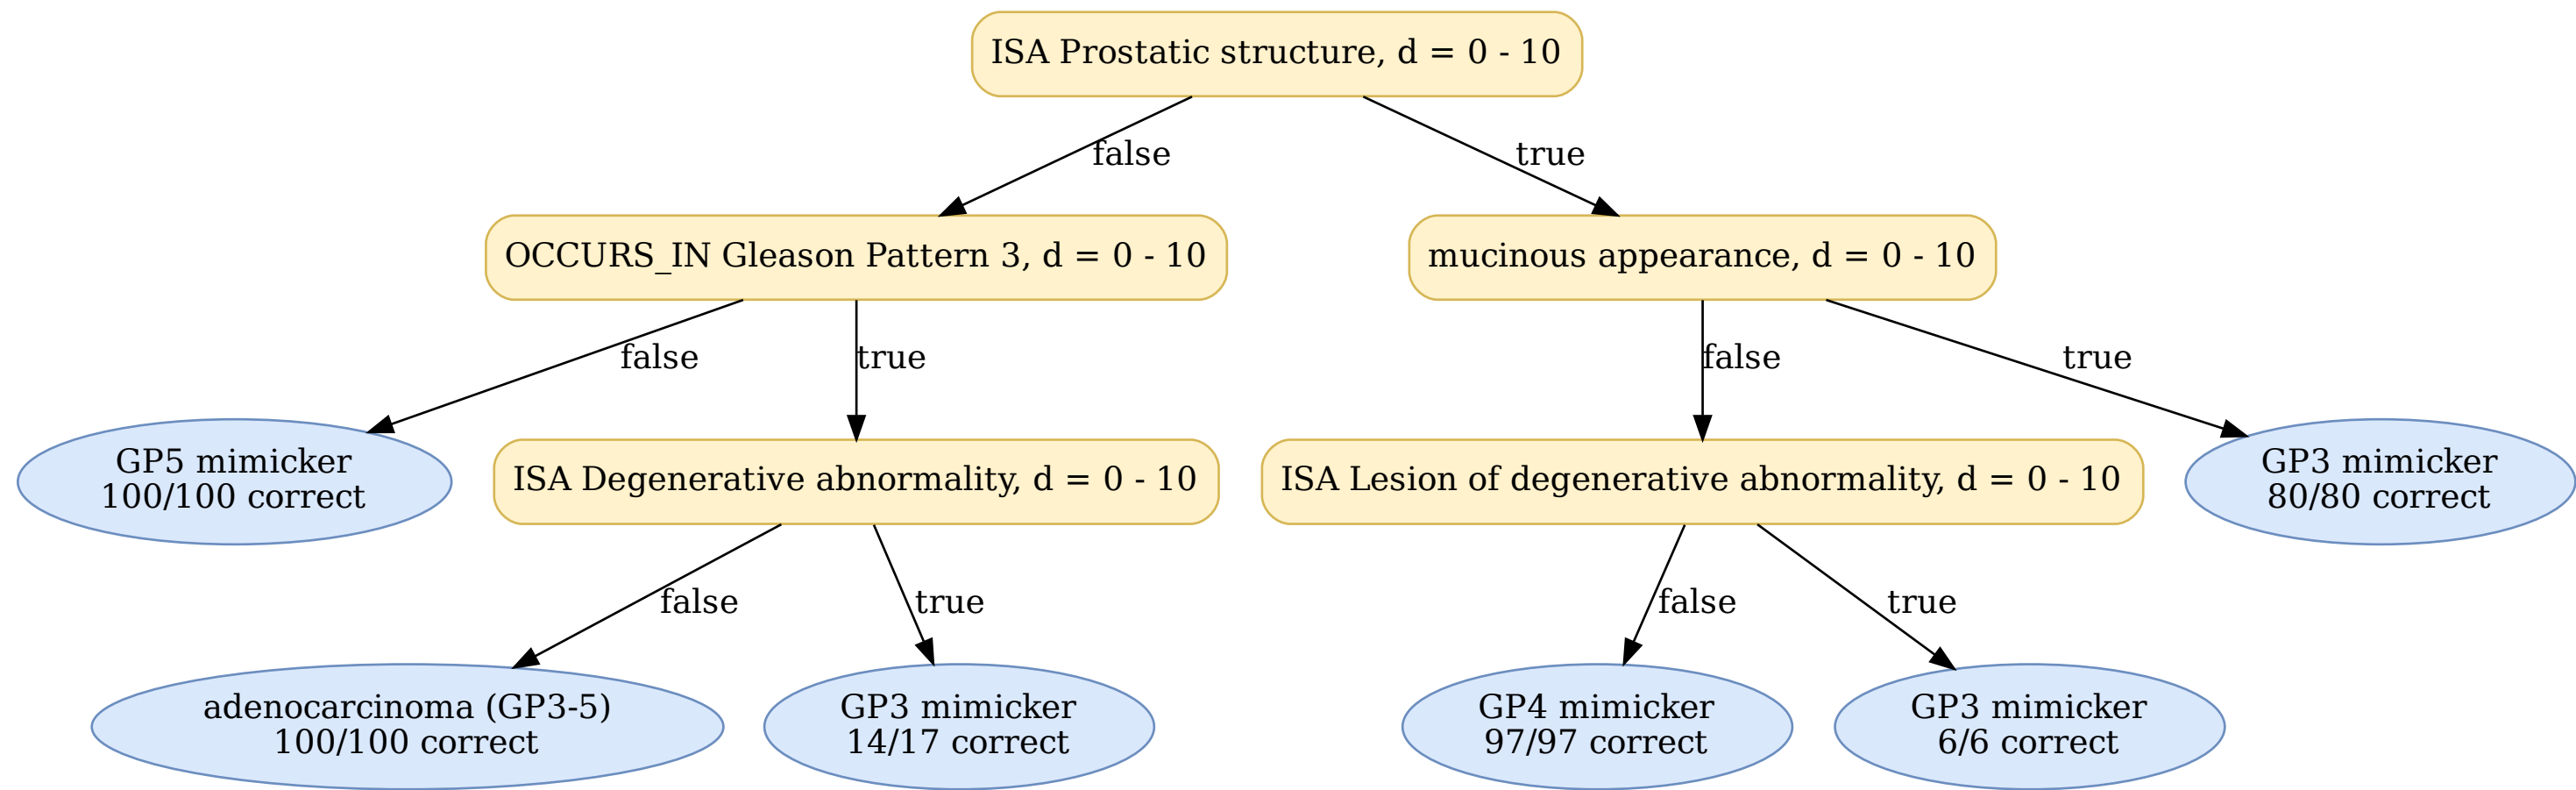 ISA Prostatic structure, d = 0 - 10
false
true
OCCURS_IN Gleason Pattern 3, d = 0 - 10
mucinous appearance, d = 0 - 10
false
true
false
true
GP5 mimicker
100/100 correct
ISA Degenerative abnormality, d = 0 - 10
ISA Lesion of degenerative abnormality, d = 0 - 10
GP3 mimicker
80/80 correct
false
true
false
true
adenocarcinoma (GP3-5)
100/100 correct
GP3 mimicker
14/17 correct
GP4 mimicker
97/97 correct
GP3 mimicker
6/6 correct